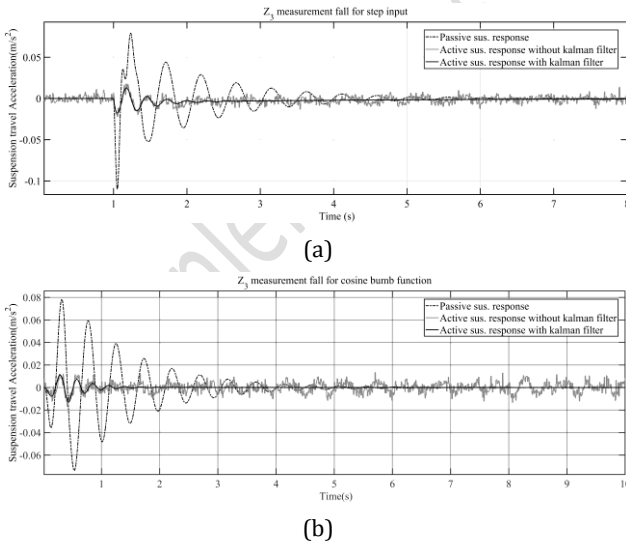 Z3 measurement fall for step input
Suspension travel Acceleration(m/s2)
0.05
0
-0.05
-0.1
Passive sus. response
Active sus. response without kalman filter
Active sus. response with kalman filter
1 2 3 4 5 6 7 8
Time (s)
(a)
Z3 measurement fall for cosine bumb function
Suspension travel Acceleration(m/s2)
0.08
0.06
0.04
0.02
0
-0.02
-0.04
-0.06
Passive sus. response
Active sus. response without kalman filter
Active sus. response with kalman filter
1 2 3 4 5 6 7 8 9 10
Time(s)
(b)